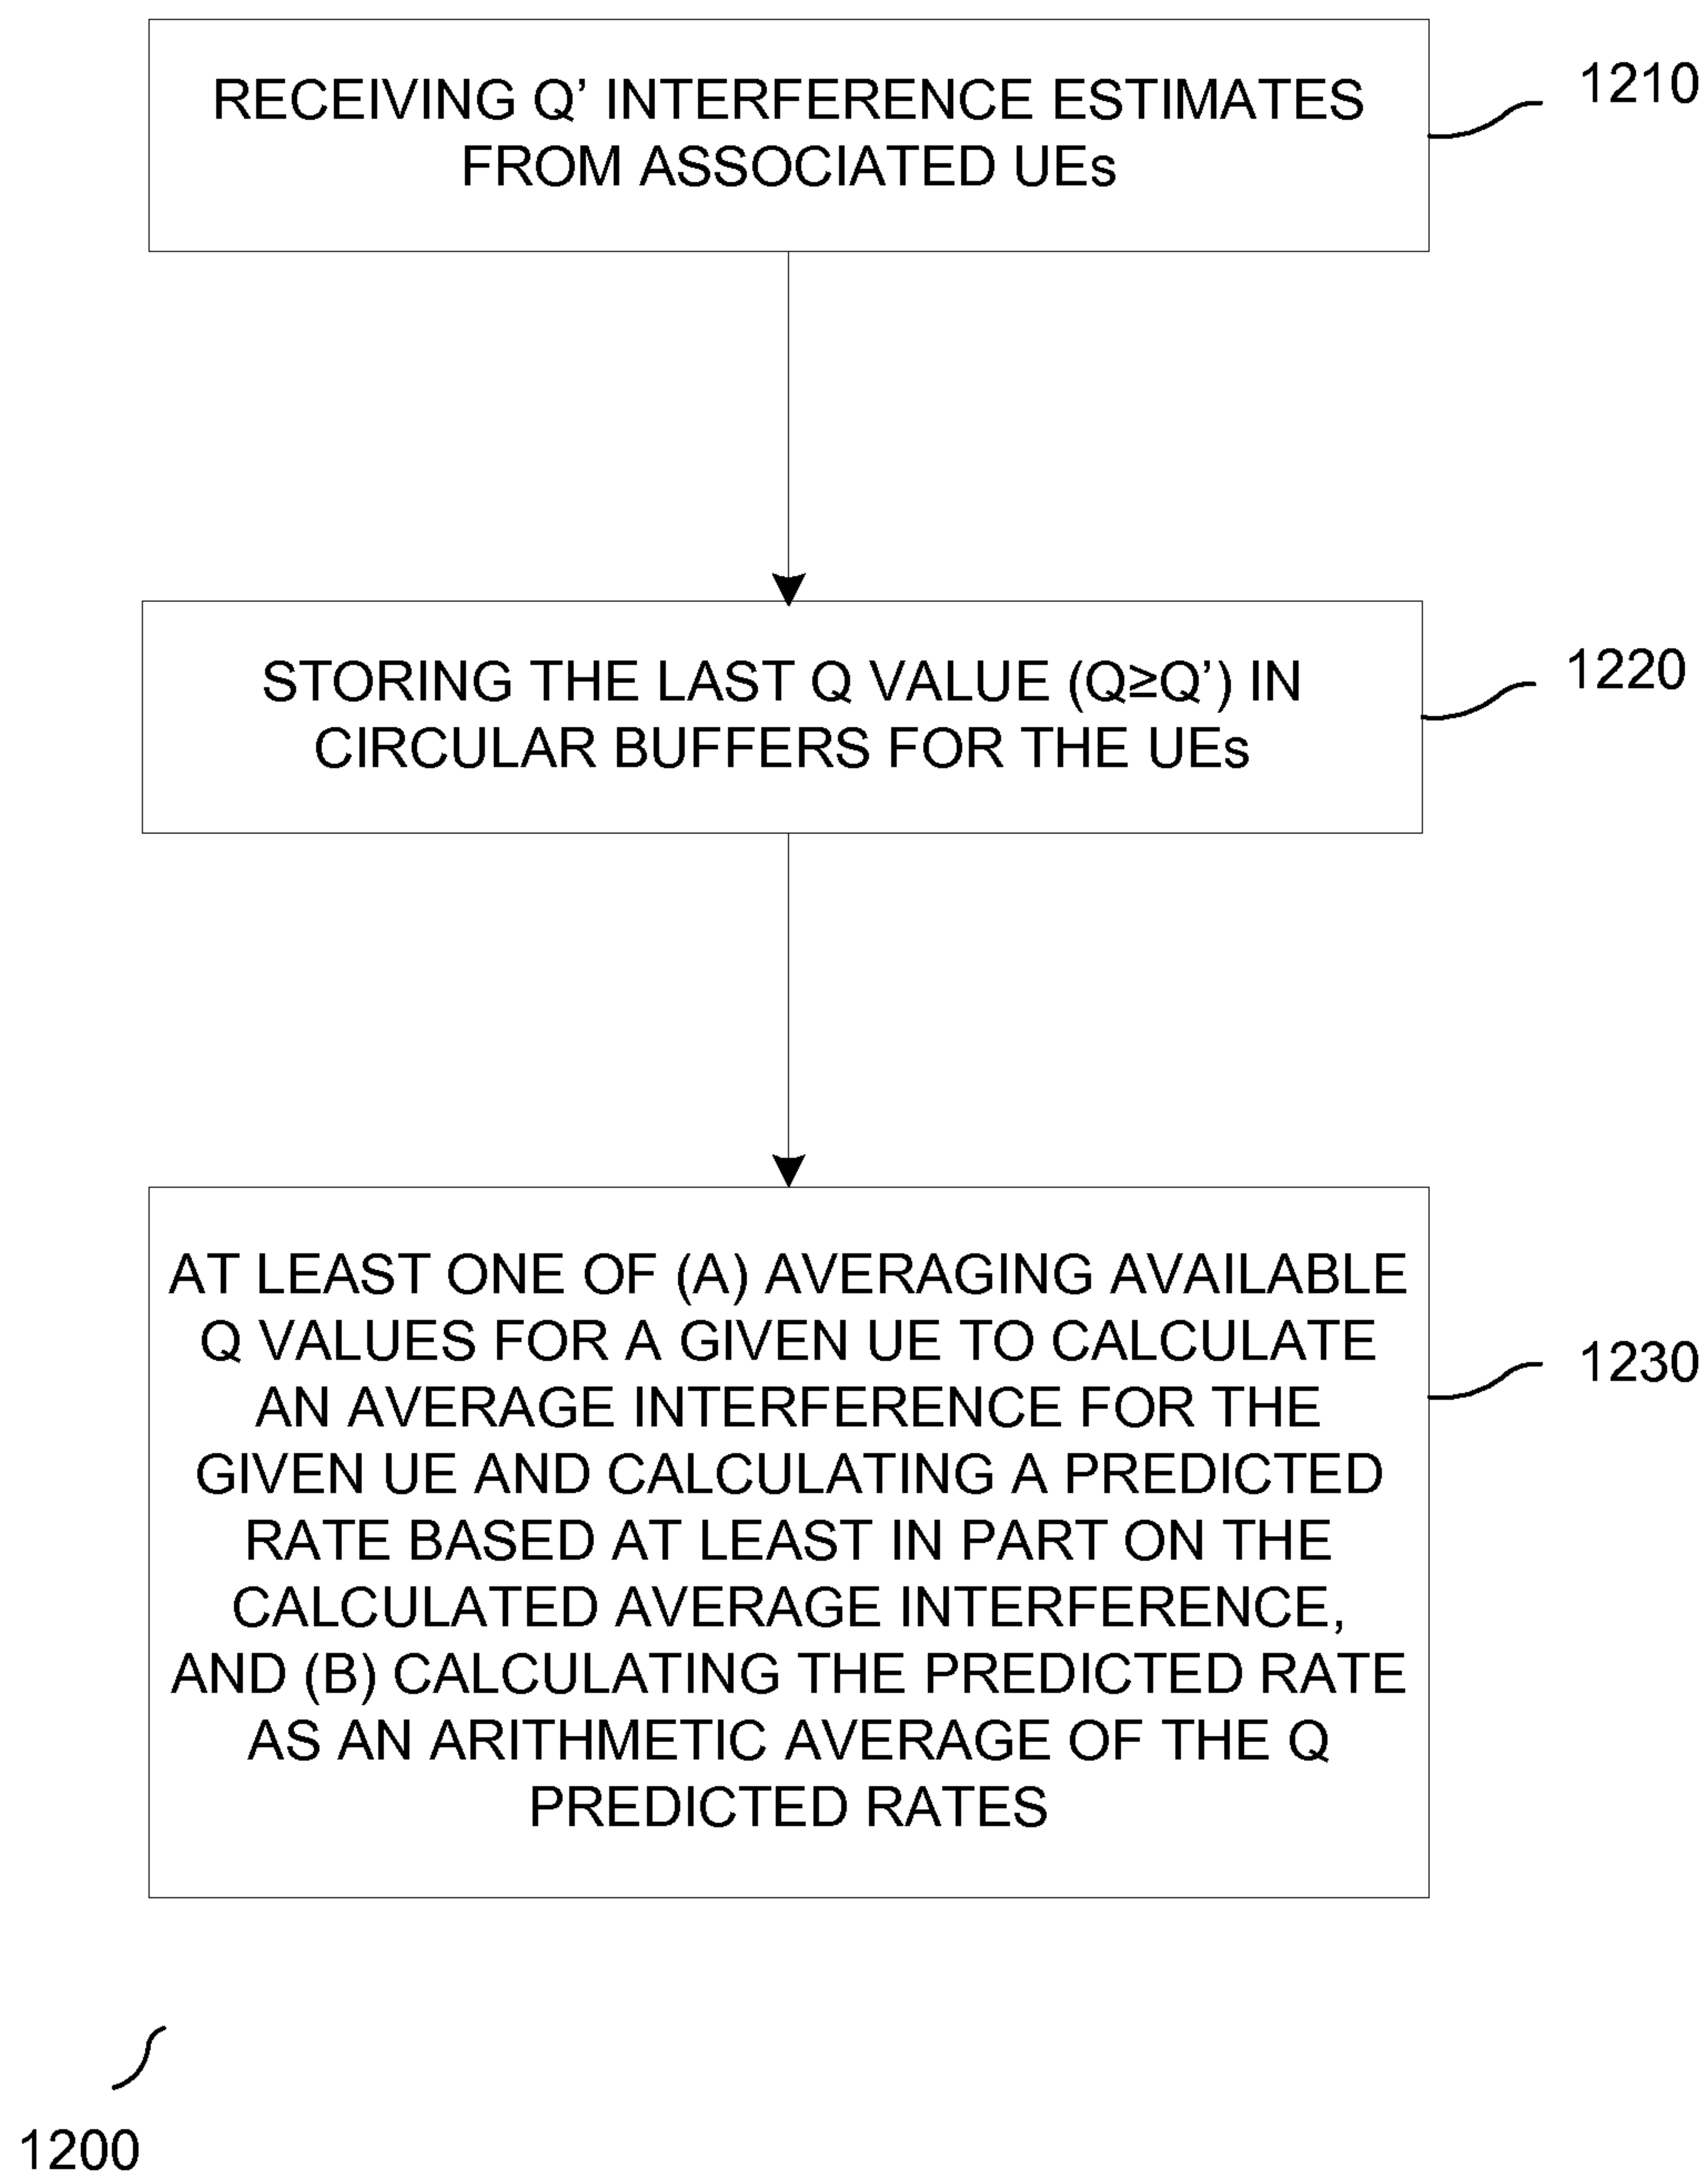 RECEIVING Q’ INTERFERENCE ESTIMATES
FROM ASSOCIATED UEs
1210
STORING THE LAST Q VALUE (Q≥Q’) IN
CIRCULAR BUFFERS FOR THE UEs
1220
AT LEAST ONE OF (A) AVERAGING AVAILABLE
Q VALUES FOR A GIVEN UE TO CALCULATE
AN AVERAGE INTERFERENCE FOR THE
GIVEN UE AND CALCULATING A PREDICTED
RATE BASED AT LEAST IN PART ON THE
CALCULATED AVERAGE INTERFERENCE,
AND (B) CALCULATING THE PREDICTED RATE
AS AN ARITHMETIC AVERAGE OF THE Q
PREDICTED RATES
1230
1200